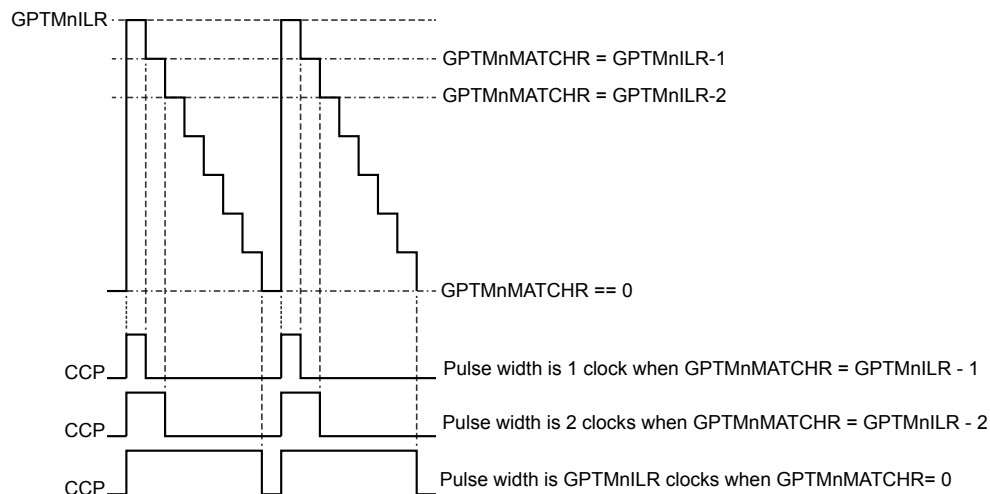 GPTMnILR
GPTMnMATCHR = GPTMnILR-1
GPTMnMATCHR = GPTMnILR-2
GPTMnMATCHR == 0
CCP
Pulse width is 1 clock when GPTMnMATCHR = GPTMnILR - 1
CCP
Pulse width is 2 clocks when GPTMnMATCHR = GPTMnILR - 2
CCP
Pulse width is GPTMnILR clocks when GPTMnMATCHR= 0